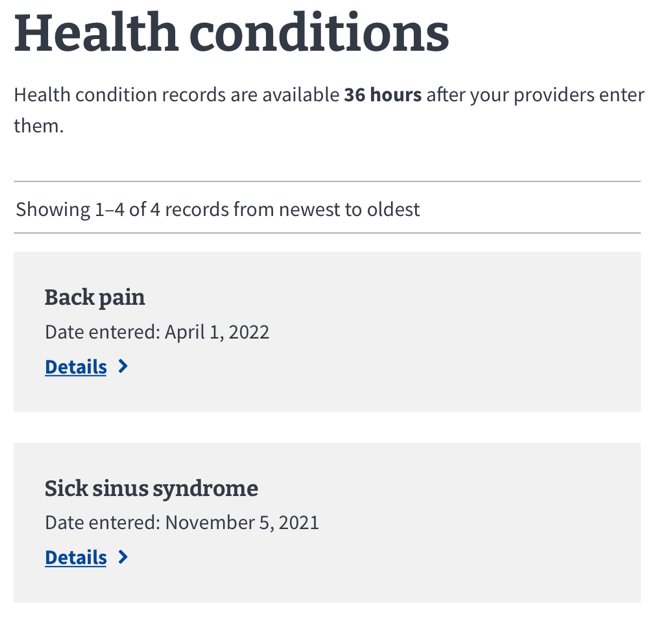 Health conditions
Health condition records are available 36 hours after your providers enter
them.
Showing 1–4 of 4 records from newest to oldest
Back pain
Date entered: April 1, 2022
Details
Sick sinus syndrome
Date entered: November 5, 2021
Details